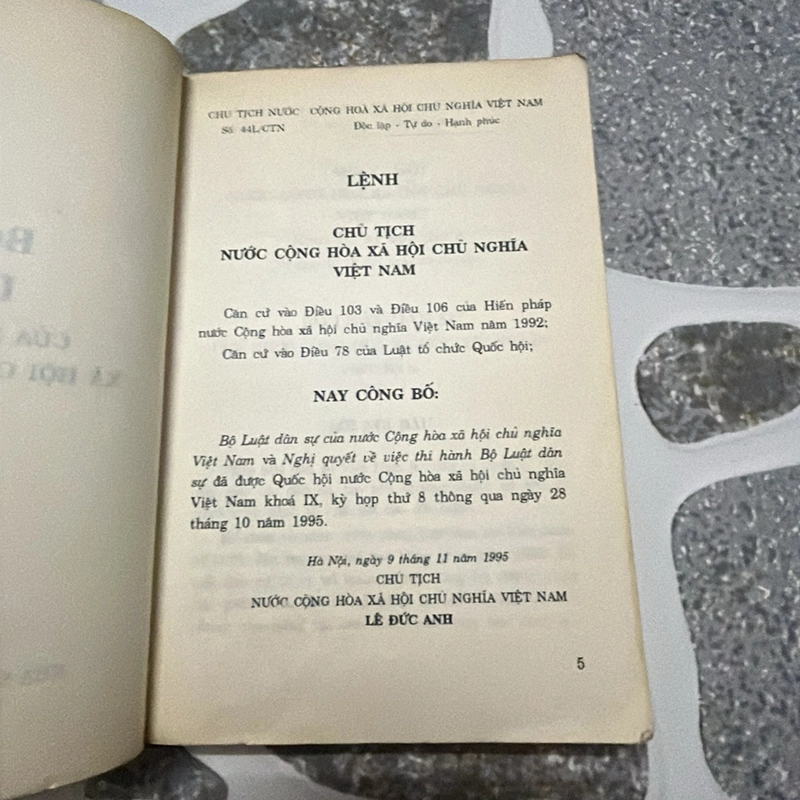 CHỦ TỊCH NƯỚC CỘNG HOÀ XÃ HỘI CHỦ NGHĨA VIỆT NAM
Số 44L/CTN Độc lập - Tự do - Hạnh phúc
LỆNH
CHỦ TỊCH
NƯỚC CỘNG HÒA XÃ HỘI CHỦ NGHĨA
VIỆT NAM
Căn cứ vào Điều 103 và Điều 106 của Hiến pháp
nước Cộng hòa xã hội chủ nghĩa Việt Nam năm 1992;
Căn cứ vào Điều 78 của Luật tổ chức Quốc hội;
NAY CÔNG BỐ:
Bộ Luật dân sự của nước Cộng hòa xã hội chủ nghĩa
Việt Nam và Nghị quyết về việc thi hành Bộ Luật dân
sự đã được Quốc hội nước Cộng hòa xã hội chủ nghĩa
Việt Nam khoá IX, kỳ họp thứ 8 thông qua ngày 28
tháng 10 năm 1995.
Hà Nội, ngày 9 tháng 11 năm 1995
CHỦ TỊCH
NƯỚC CỘNG HÒA XÃ HỘI CHỦ NGHĨA VIỆT NAM
LÊ ĐỨC ANH
5